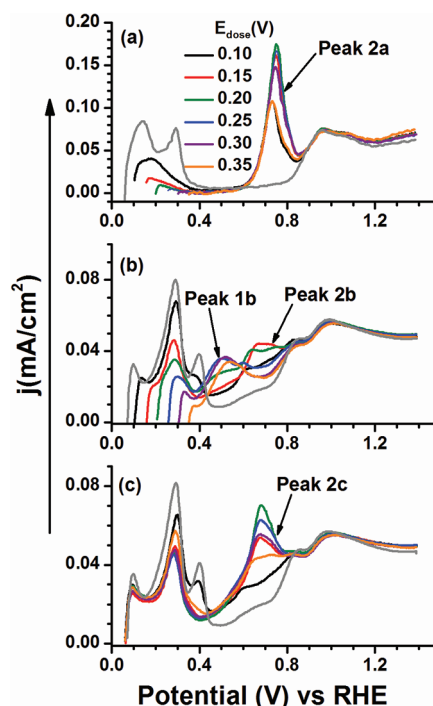 (a)
E_dose(V)
0.10
0.15
0.20
0.25
0.30
0.35
Peak 2a
0.20
0.15
0.10
0.05
0.00
0.0 0.4 0.8 1.2
(b)
Peak 1b
Peak 2b
0.08
0.04
0.00
0.0 0.4 0.8 1.2
(c)
Peak 2c
0.08
0.04
0.00
0.0 0.4 0.8 1.2
j(mA/cm²)
Potential (V) vs RHE